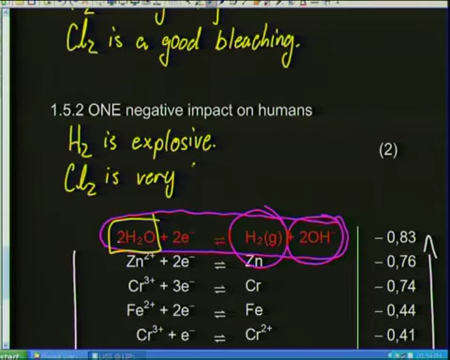 Cl₂ is a good bleaching.
1.5.2 ONE negative impact on humans
H₂ is explosive.
(2)
Cl₂ is very
2H₂O + 2e⁻ ⇌ H₂(g) + 2OH⁻ − 0,83
Zn²⁺ + 2e⁻ ⇌ Zn − 0,76
Cr³⁺ + 3e⁻ ⇌ Cr − 0,74
Fe²⁺ + 2e⁻ ⇌ Fe − 0,44
Cr³⁺ + e⁻ ⇌ Cr²⁺ − 0,41